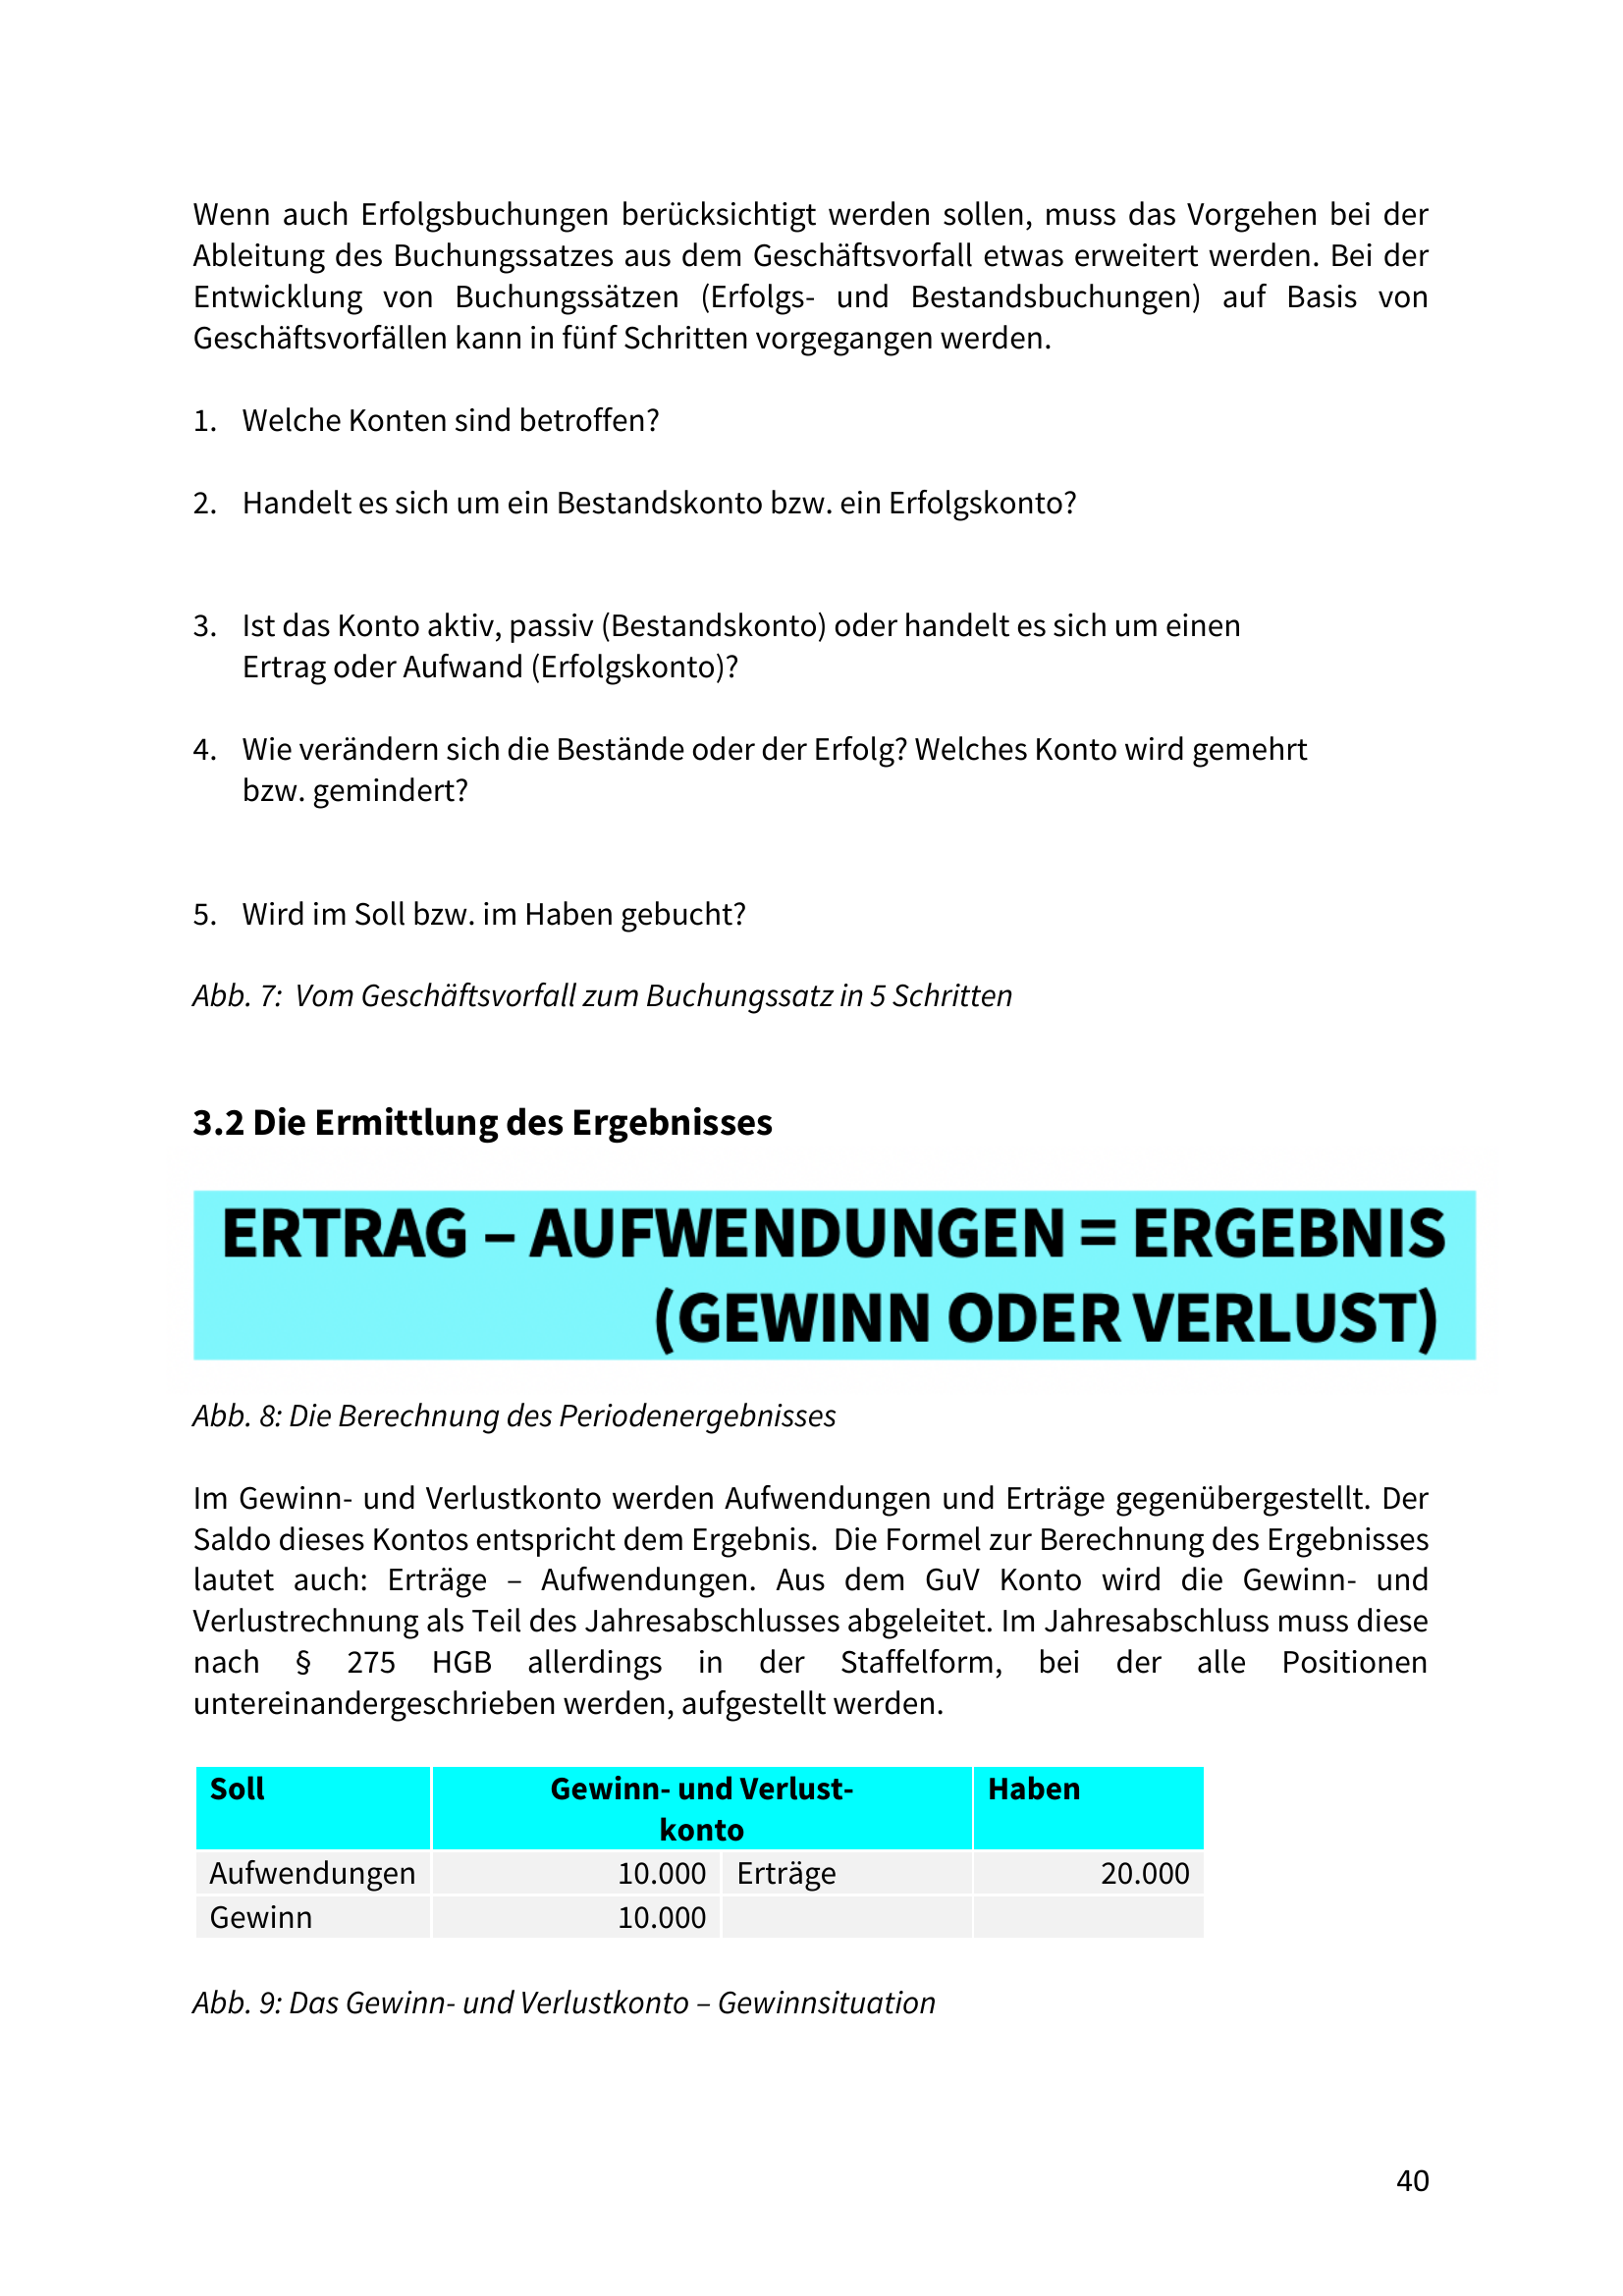 Wenn auch Erfolgsbuchungen berücksichtigt werden sollen, muss das Vorgehen bei der
Ableitung des Buchungssatzes aus dem Geschäftsvorfall etwas erweitert werden. Bei der
Entwicklung von Buchungssätzen (Erfolgs- und Bestandsbuchungen) auf Basis von
Geschäftsvorfällen kann in fünf Schritten vorgegangen werden.
1. Welche Konten sind betroffen?
2. Handelt es sich um ein Bestandskonto bzw. ein Erfolgskonto?
3. Ist das Konto aktiv, passiv (Bestandskonto) oder handelt es sich um einen
Ertrag oder Aufwand (Erfolgskonto)?
4. Wie verändern sich die Bestände oder der Erfolg? Welches Konto wird gemehrt
bzw. gemindert?
5. Wird im Soll bzw. im Haben gebucht?
Abb. 7: Vom Geschäftsvorfall zum Buchungssatz in 5 Schritten
3.2 Die Ermittlung des Ergebnisses
ERTRAG – AUFWENDUNGEN = ERGEBNIS
(GEWINN ODER VERLUST)
Abb. 8: Die Berechnung des Periodenergebnisses
Im Gewinn- und Verlustkonto werden Aufwendungen und Erträge gegenübergestellt. Der
Saldo dieses Kontos entspricht dem Ergebnis. Die Formel zur Berechnung des Ergebnisses
lautet auch: Erträge – Aufwendungen. Aus dem GuV Konto wird die Gewinn- und
Verlustrechnung als Teil des Jahresabschlusses abgeleitet. Im Jahresabschluss muss diese
nach § 275 HGB allerdings in der Staffelform, bei der alle Positionen
untereinandergeschrieben werden, aufgestellt werden.
Soll Gewinn- und Verlust- Haben
konto
Aufwendungen 10.000 Erträge 20.000
Gewinn 10.000
Abb. 9: Das Gewinn- und Verlustkonto – Gewinnsituation
40